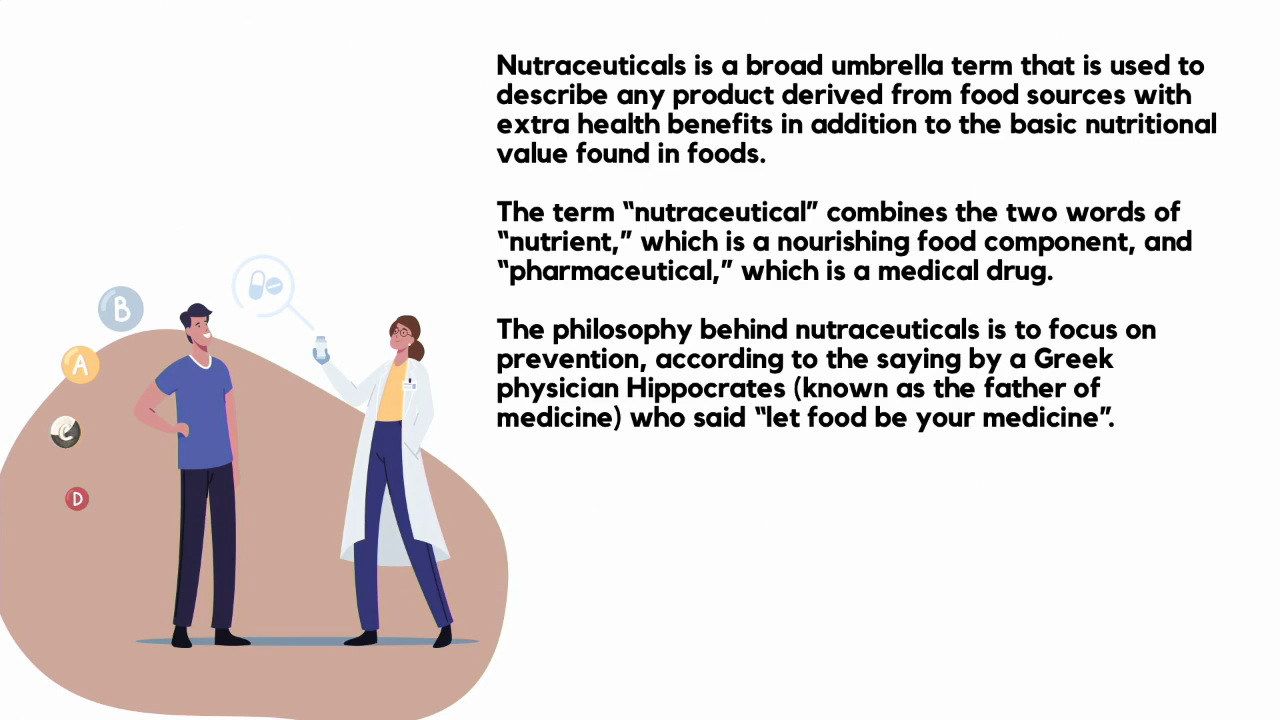 Nutraceuticals is a broad umbrella term that is used to
describe any product derived from food sources with
extra health benefits in addition to the basic nutritional
value found in foods.
The term “nutraceutical” combines the two words of
“nutrient,” which is a nourishing food component, and
“pharmaceutical,” which is a medical drug.
The philosophy behind nutraceuticals is to focus on
prevention, according to the saying by a Greek
physician Hippocrates (known as the father of
medicine) who said “let food be your medicine”.
B
A
C
D